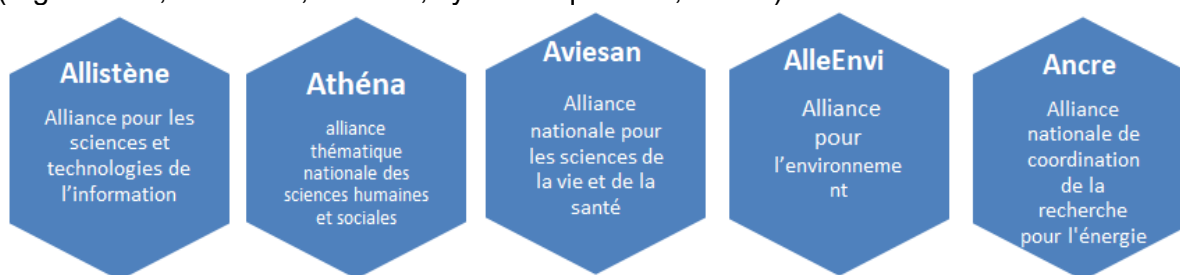 Allistène
Alliance pour les
sciences et
technologies de
l'information
Athéna
alliance
thématique
nationale des
sciences humaines
et sociales
Aviesan
Alliance
nationale pour
les sciences de
la vie et de la
santé
AlleEnvi
Alliance
pour
l'environneme
nt
Ancre
Alliance
nationale de
coordination
de la
recherche
pour l'énergie